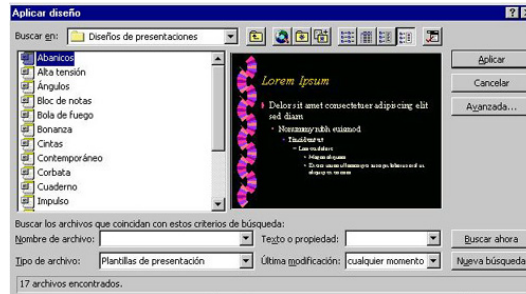 Aplicar diseño
Buscar en: Diseños de presentaciones
Abanicos
Alta tensión
Ángulos
Bloc de notas
Bola de fuego
Bonanza
Cintas
Contemporáneo
Corbata
Cuaderno
Impulso
Lorem Ipsum
Delor sit amet consectetuer adipiscing elit
sed diam
Nonummy nibh euismod
Tincidunt ut
Aplicar
Cancelar
Avanzada...
Buscar los archivos que coincidan con estos criterios de búsqueda:
Nombre de archivo: Texto o propiedad: Buscar ahora
Tipo de archivo: Plantillas de presentación Última modificación: cualquier momento Nueva búsqueda
17 archivos encontrados.